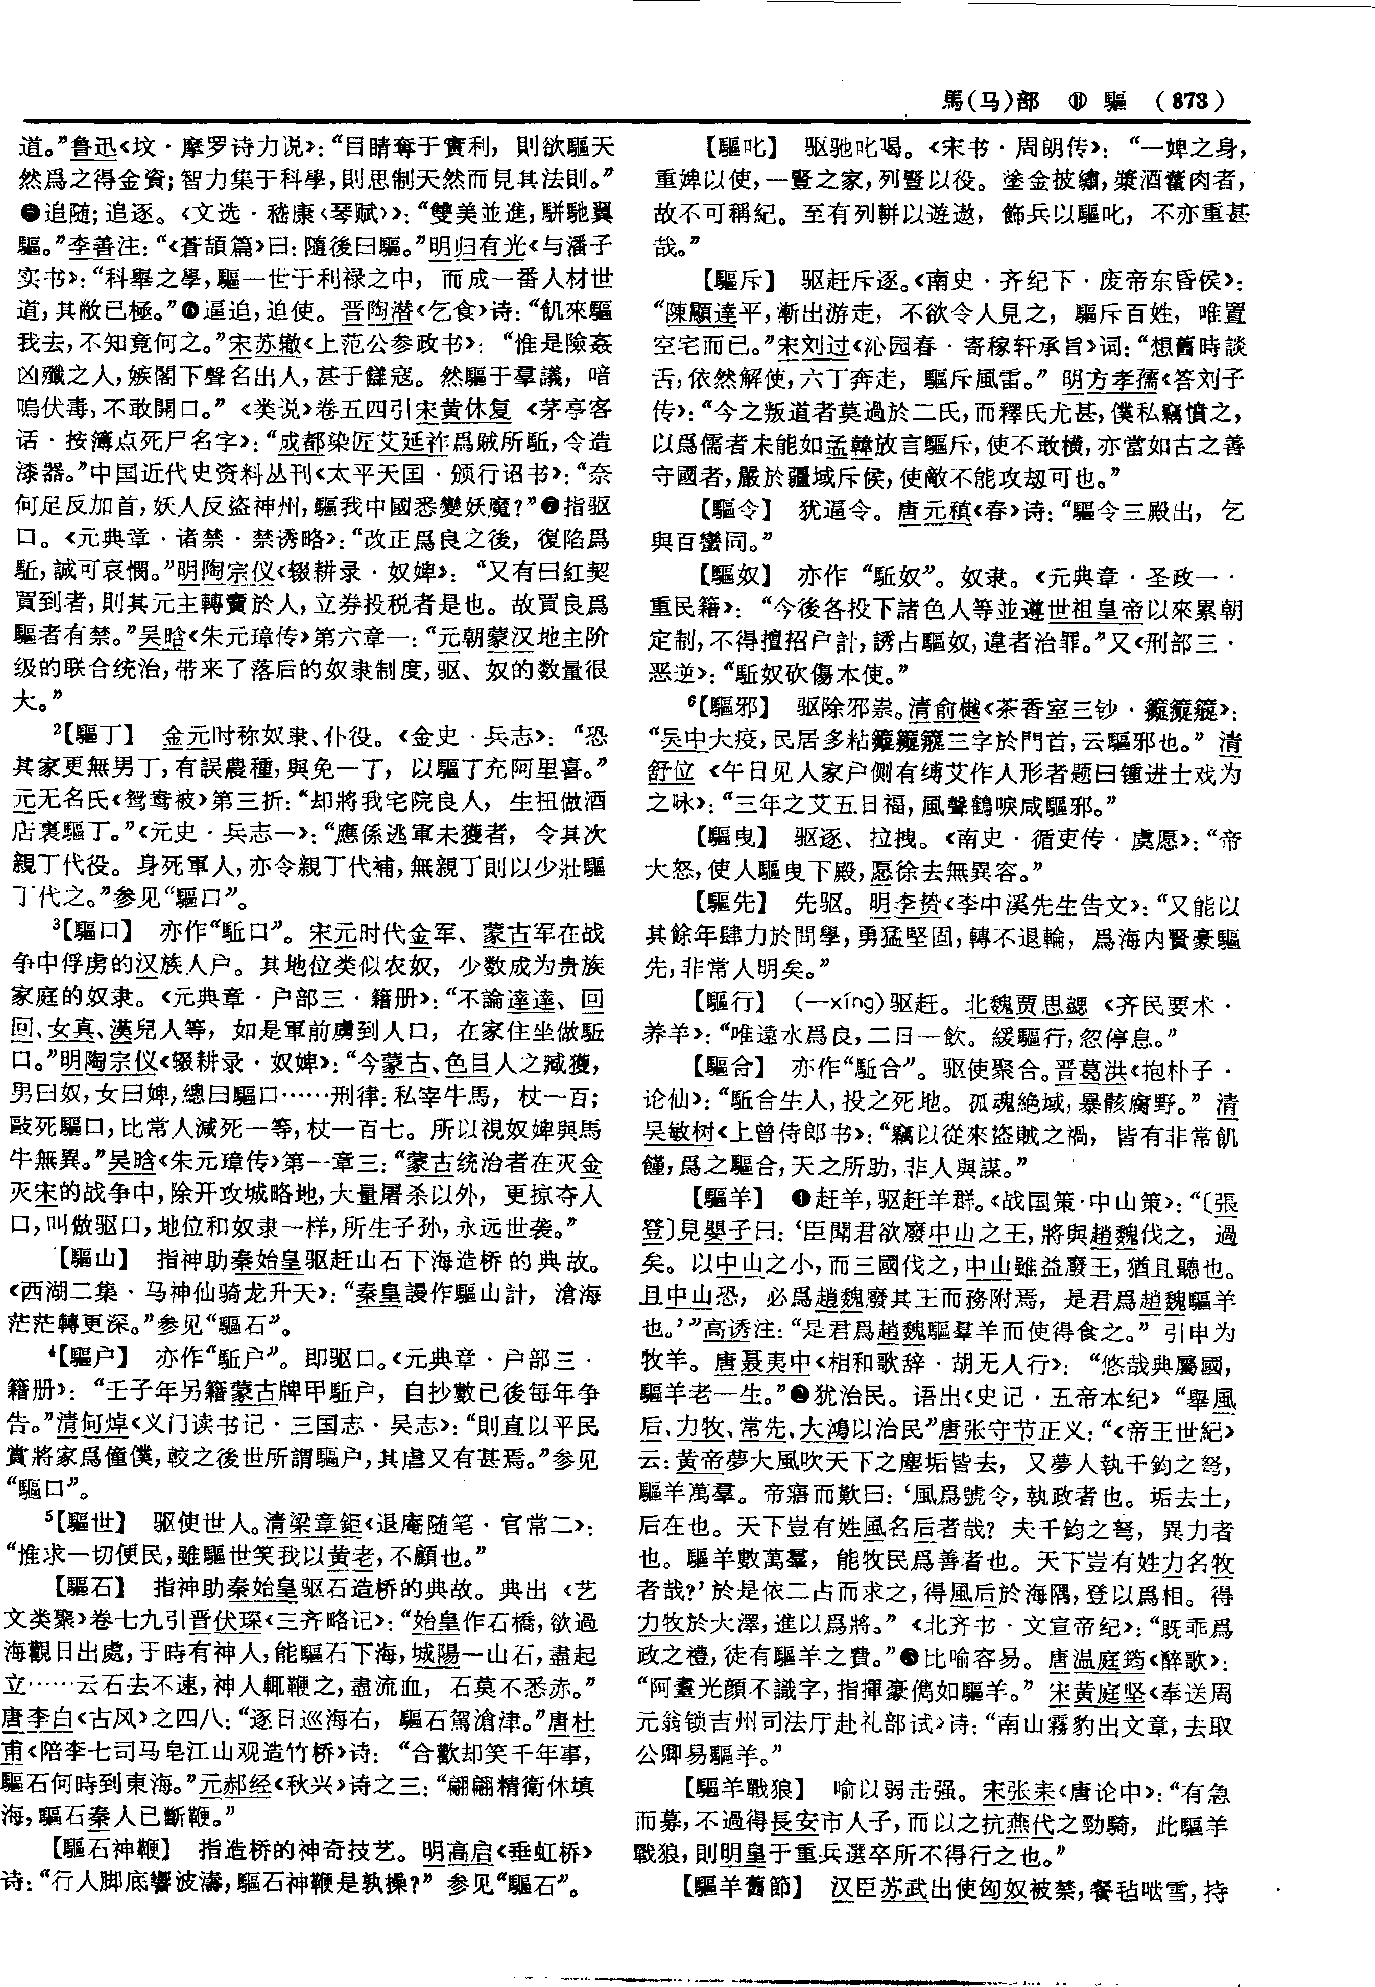 馬(马)部 ⑪ 驅 (873)
道。”鲁迅《坟·摩罗诗力说》：“目睛奪于實利，則欲驅天
然爲之得金資；智力集于科學，則思制天然而見其法則。”
❺追随；追逐。《文选·嵇康〈琴赋〉》：“雙美並進，駢馳翼
驅。”李善注：“《蒼頡篇》曰：隨後曰驅。”明归有光《与潘子
实书》：“科舉之學，驅一世于利禄之中，而成一番人材世
道，其敝已極。”❻逼迫，迫使。晋陶潜《乞食》诗：“飢來驅
我去，不知竟何之。”宋苏辙《上范公参政书》：“惟是險姦
凶殲之人，嫉閣下聲名出人，甚于讎寇。然驅于羣議，喑
嗚伏毒，不敢開口。”《类说》卷五四引宋黄休复《茅亭客
话·按簿点死尸名字》：“成都染匠艾延祚爲賊所駈，令造
漆器。”中国近代史资料丛刊《太平天囯·颁行诏书》：“奈
何足反加首，妖人反盜神州，驅我中國悉變妖魔？”❼指驱
口。《元典章·诸禁·禁诱略》：“改正爲良之後，復陷爲
駈，誠可哀憫。”明陶宗仪《辍耕录·奴婢》：“又有曰紅契
買到者，則其元主轉賣於人，立券投税者是也。故買良爲
驅者有禁。”吴晗《朱元璋传》第六章一：“元朝蒙汉地主阶
级的联合统治，带来了落后的奴隶制度，驱、奴的数量很
大。”
²【驅丁】 金元时称奴隶、仆役。《金史·兵志》：“恐
其家更無男丁，有誤農種，與免一丁，以驅丁充阿里喜。”
元无名氏《鸳鸯被》第三折：“却將我宅院良人，生扭做酒
店裏驅丁。”《元史·兵志一》：“應係逃軍未獲者，令其次
親丁代役。身死軍人，亦令親丁代補，無親丁則以少壯驅
丁代之。”参见“驅口”。
³【驅口】 亦作“駈口”。宋元时代金军、蒙古军在战
争中俘虏的汉族人户。其地位类似农奴，少数成为贵族
家庭的奴隶。《元典章·户部三·籍册》：“不論達達、回
回、女真、漢兒人等，如是軍前虜到人口，在家住坐做駈
口。”明陶宗仪《辍耕录·奴婢》：“今蒙古、色目人之臧獲，
男曰奴，女曰婢，總曰驅口……刑律：私宰牛馬，杖一百；
毆死驅口，比常人減死一等，杖一百七。所以視奴婢與馬
牛無異。”吴晗《朱元璋传》第一章三：“蒙古统治者在灭金
灭宋的战争中，除开攻城略地，大量屠杀以外，更掠夺人
口，叫做驱口，地位和奴隶一样，所生子孙，永远世袭。”
【驅山】 指神助秦始皇驱赶山石下海造桥的典故。
《西湖二集·马神仙骑龙升天》：“秦皇謾作驅山計，滄海
茫茫轉更深。”参见“驅石”。
⁴【驅户】 亦作“駈户”。即驱口。《元典章·户部三·
籍册》：“壬子年另籍蒙古牌甲駈户，自抄數已後每年争
告。”清何焯《义门读书记·三国志·吴志》：“則直以平民
賞將家爲僮僕，較之後世所謂驅户，其虐又有甚焉。”参见
“驅口”。
⁵【驅世】 驱使世人。清梁章鉅《退庵随笔·官常二》：
“惟求一切便民，雖驅世笑我以黄老，不顧也。”
【驅石】 指神助秦始皇驱石造桥的典故。典出《艺
文类聚》卷七九引晋伏琛《三齐略记》：“始皇作石橋，欲過
海觀日出處，于時有神人，能驅石下海，城陽一山石，盡起
立……云石去不速，神人輒鞭之，盡流血，石莫不悉赤。”
唐李白《古风》之四八：“逐日巡海右，驅石駕滄津。”唐杜
甫《陪李七司马皂江山观造竹桥》诗：“合歡却笑千年事，
驅石何時到東海。”元郝经《秋兴》诗之三：“翩翩精衛休填
海，驅石秦人已斷鞭。”
【驅石神鞭】 指造桥的神奇技艺。明高启《垂虹桥》
诗：“行人脚底響波濤，驅石神鞭是孰操？”参见“驅石”。
【驅叱】 驱驰叱喝。《宋书·周朗传》：“一婢之身，
重婢以使，一豎之家，列豎以役。塗金披繡，漿酒藿肉者，
故不可稱紀。至有列軿以遊遨，飾兵以驅叱，不亦重甚
哉。”
【驅斥】 驱赶斥逐。《南史·齐纪下·废帝东昏侯》：
“陳顯達平，漸出游走，不欲令人見之，驅斥百姓，唯置
空宅而已。”宋刘过《沁园春·寄稼轩承旨》词：“想舊時談
舌，依然解使，六丁奔走，驅斥風雷。”明方孝孺《答刘子
传》：“今之叛道者莫過於二氏，而釋氏尤甚，僕私竊憤之，
以爲儒者未能如孟韓放言驅斥，使不敢横，亦當如古之善
守國者，嚴於疆域斥侯，使敵不能攻刼可也。”
【驅令】 犹逼令。唐元稹《春》诗：“驅令三殿出，乞
與百蠻同。”
【驅奴】 亦作“駈奴”。奴隶。《元典章·圣政一·
重民籍》：“今後各投下諸色人等並遵世祖皇帝以來累朝
定制，不得擅招户計，誘占驅奴，違者治罪。”又《刑部三·
恶逆》：“駈奴砍傷本使。”
⁶【驅邪】 驱除邪祟。清俞樾《茶香室三钞·》：
“吴中大疫，民居多粘三字於門首，云驅邪也。”清
舒位《午日见人家户侧有缚艾作人形者题曰锺进士戏为
之咏》：“三年之艾五日福，風聲鶴唳咸驅邪。”
【驅曳】 驱逐、拉拽。《南史·循吏传·虞愿》：“帝
大怒，使人驅曳下殿，愿徐去無異容。”
【驅先】 先驱。明李贽《李中溪先生告文》：“又能以
其餘年肆力於問學，勇猛堅固，轉不退輪，爲海内賢豪驅
先，非常人明矣。”
【驅行】 (—xíng)驱赶。北魏贾思勰《齐民要术·
养羊》：“唯遠水爲良，二日一飲。緩驅行，忽停息。”
【驅合】 亦作“駈合”。驱使聚合。晋葛洪《抱朴子·
论仙》：“駈合生人，投之死地。孤魂絶域，暴骸腐野。”清
吴敏树《上曾侍郎书》：“竊以從來盜賊之禍，皆有非常飢
饉，爲之驅合，天之所助，非人與謀。”
【驅羊】 ❶赶羊，驱赶羊群。《战国策·中山策》：“〔張
登〕見嬰子曰：‘臣聞君欲廢中山之王，將與趙魏伐之，過
矣。以中山之小，而三國伐之，中山雖益廢王，猶且聽也。
且中山恐，必爲趙魏廢其王而務附焉，是君爲趙魏驅羊
也。’”高诱注：“是君爲趙魏驅羣羊而使得食之。”引申为
牧羊。唐聂夷中《相和歌辞·胡无人行》：“悠哉典屬國，
驅羊老一生。”❷犹治民。语出《史记·五帝本纪》“舉風
后、力牧、常先、大鴻以治民”唐张守节正义：“《帝王世紀》
云：黄帝夢大風吹天下之塵垢皆去，又夢人執千鈞之弩，
驅羊萬羣。帝寤而歎曰：‘風爲號令，執政者也。垢去土，
后在也。天下豈有姓風名后者哉？夫千鈞之弩，異力者
也。驅羊數萬羣，能牧民爲善者也。天下豈有姓力名牧
者哉？’於是依二占而求之，得風后於海隅，登以爲相。得
力牧於大澤，進以爲將。”《北齐书·文宣帝纪》：“既乖爲
政之禮，徒有驅羊之費。”❸比喻容易。唐温庭筠《醉歌》：
“阿耋光顔不識字，指揮豪儁如驅羊。”宋黄庭坚《奉送周
元翁锁吉州司法厅赴礼部试》诗：“南山霧豹出文章，去取
公卿易驅羊。”
【驅羊戰狼】 喻以弱击强。宋张耒《唐论中》：“有急
而募，不過得長安市人子，而以之抗燕代之勁騎，此驅羊
戰狼，則明皇于重兵選卒所不得行之也。”
【驅羊舊節】 汉臣苏武出使匈奴被禁，餐毡啮雪，持